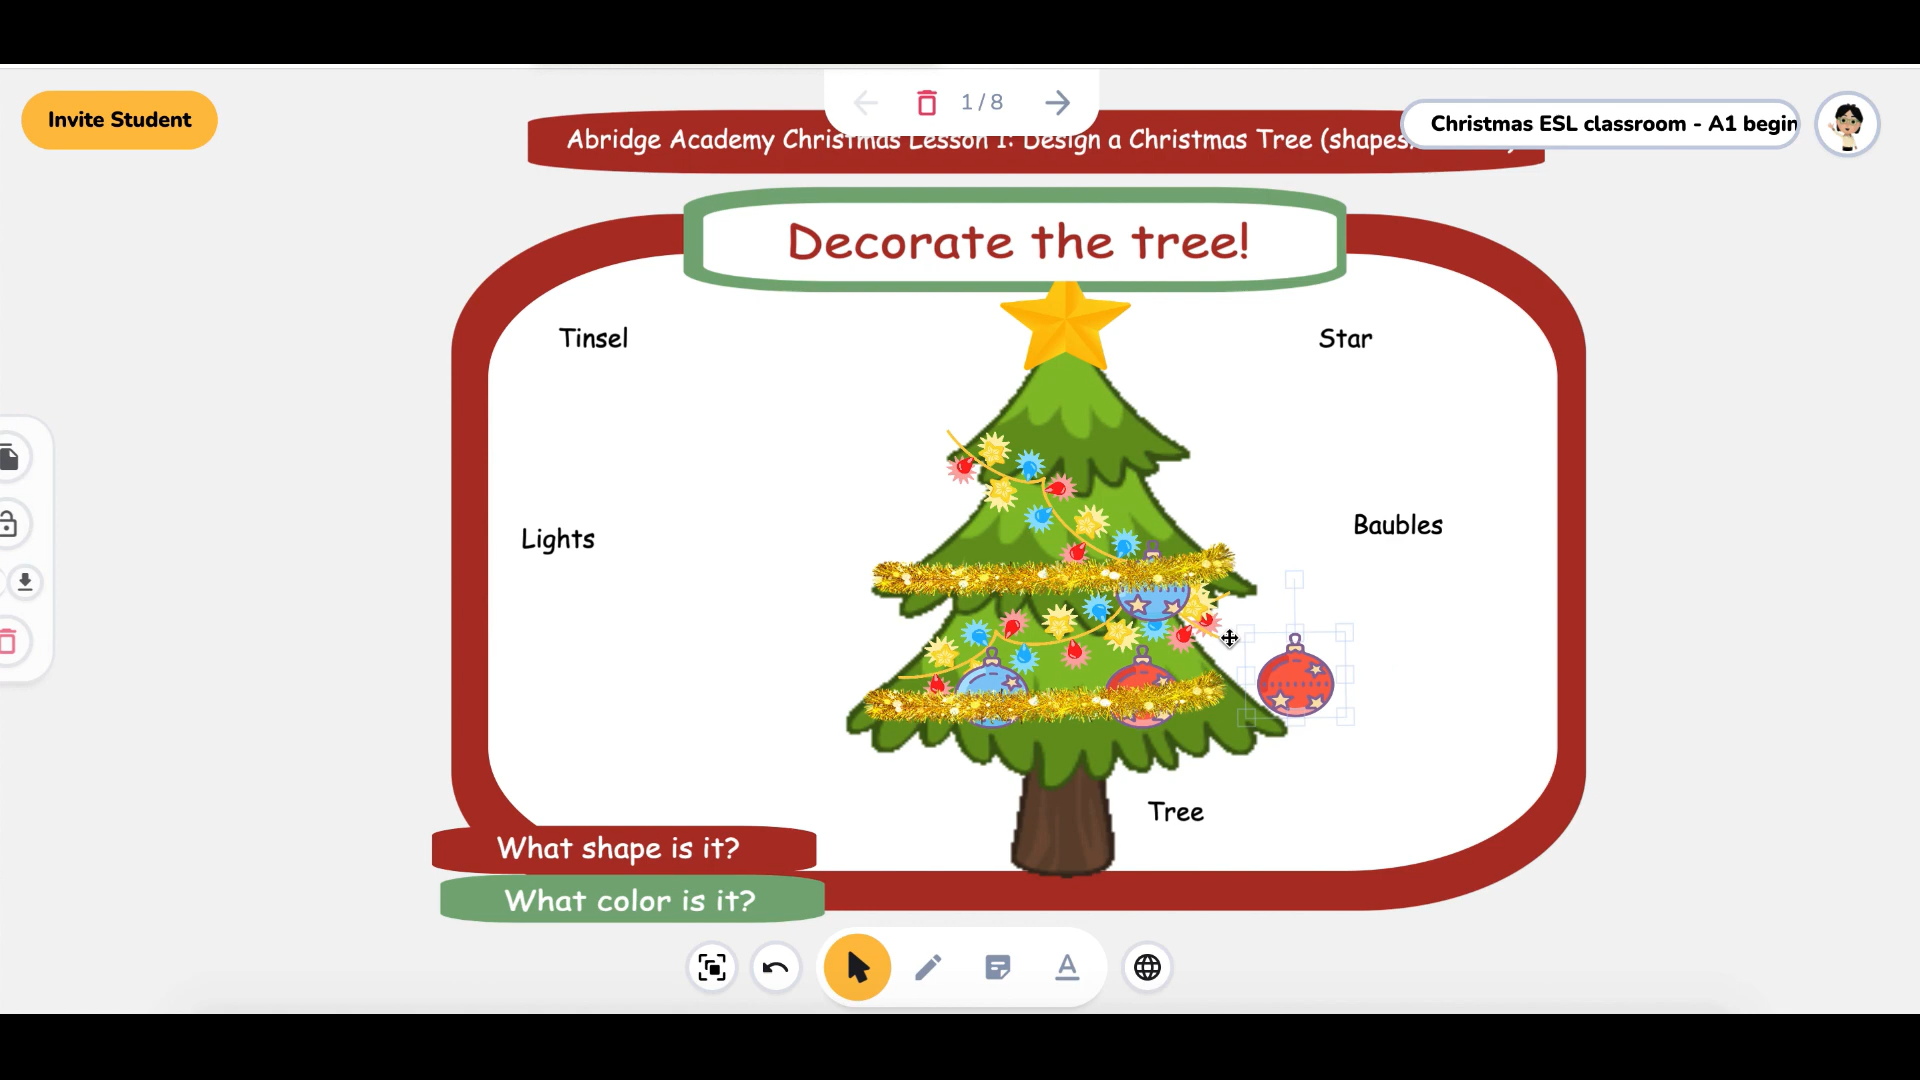 Invite Student
1 / 8
Christmas ESL classroom - A1 begin
Abridge Academy Christmas Lesson 1: Design a Christmas Tree (shapes
Decorate the tree!
Tinsel
Star
Lights
Baubles
Tree
What shape is it?
What color is it?